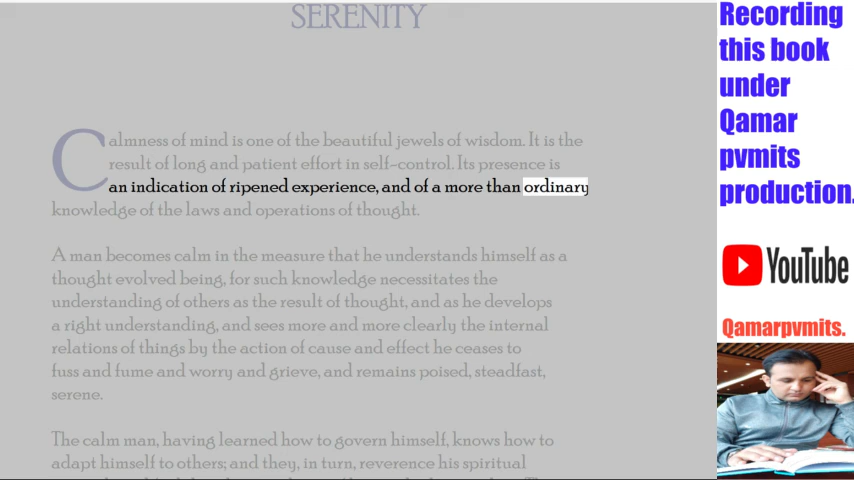 SERENITY
Calmness of mind is one of the beautiful jewels of wisdom. It is the
result of long and patient effort in self-control. Its presence is
an indication of ripened experience, and of a more than ordinary
knowledge of the laws and operations of thought.
A man becomes calm in the measure that he understands himself as a
thought evolved being, for such knowledge necessitates the
understanding of others as the result of thought, and as he develops
a right understanding, and sees more and more clearly the internal
relations of things by the action of cause and effect he ceases to
fuss and fume and worry and grieve, and remains poised, steadfast,
serene.
The calm man, having learned how to govern himself, knows how to
adapt himself to others; and they, in turn, reverence his spiritual
Recording
this book
under
Qamar
pvmits
production.
YouTube
Qamarpvmits.